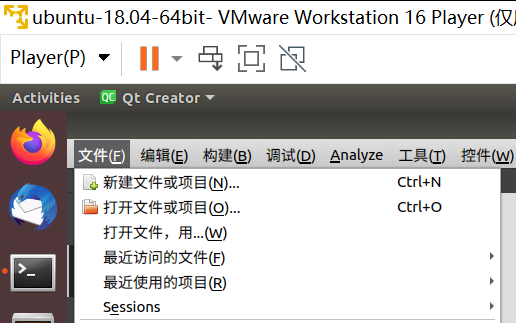 ubuntu-18.04-64bit- VMware Workstation 16 Player (仅
Player(P)
Activities Qt Creator
文件(F) 编辑(E) 构建(B) 调试(D) Analyze 工具(T) 控件(W)
新建文件或项目(N)... Ctrl+N
打开文件或项目(O)... Ctrl+O
打开文件，用...(W)
最近访问的文件(F)
最近使用的项目(R)
Sessions